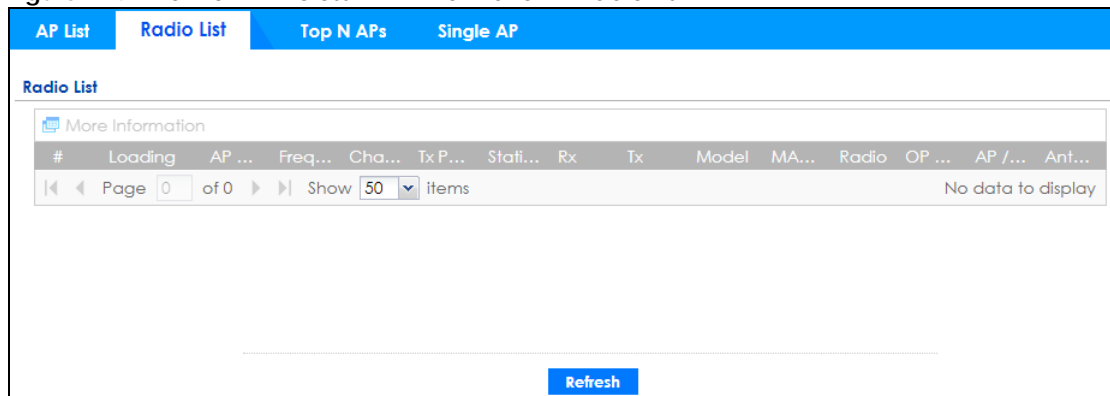 AP List Radio List Top N APs Single AP
Radio List
More Information
# Loading AP ... Freq... Cha... Tx P... Stati... Rx Tx Model MA... Radio OP ... AP /... Ant...
Page 0 of 0 Show 50 items No data to display
Refresh